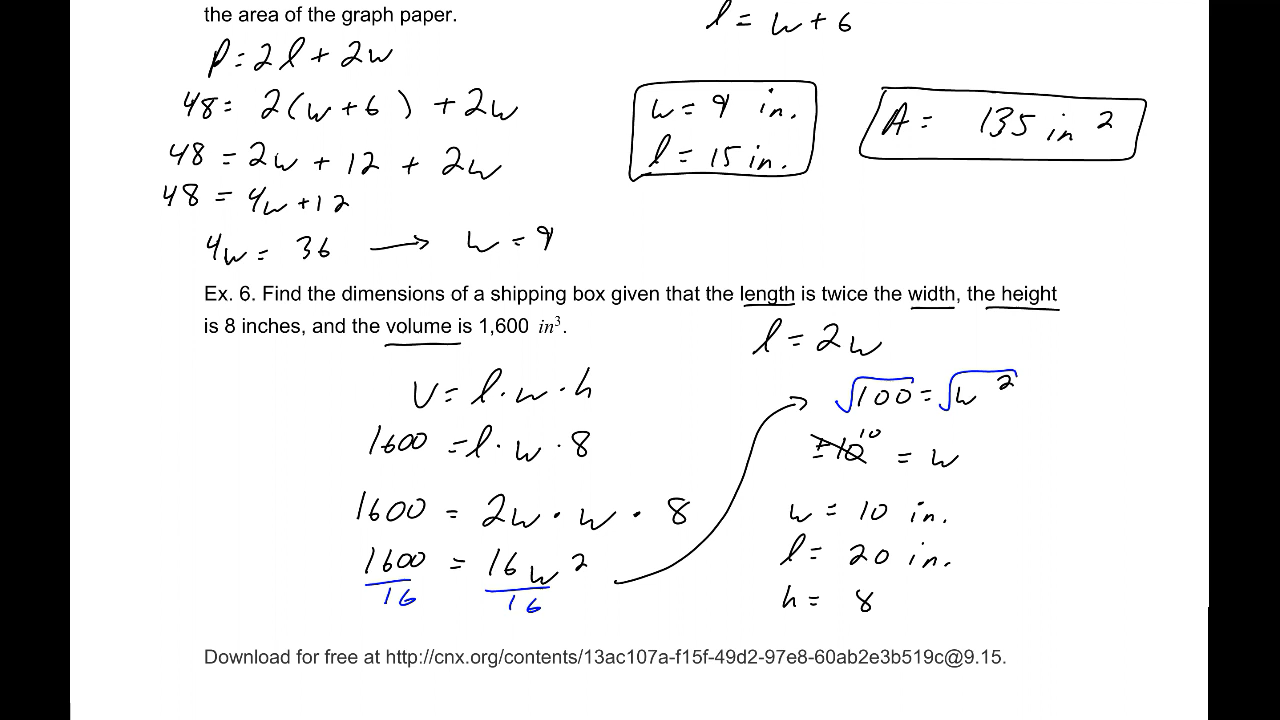 the area of the graph paper.
l = w + 6
P = 2l + 2w
48 = 2(w + 6) + 2w
w = 9 in.
l = 15 in.
A = 135 in²
48 = 2w + 12 + 2w
48 = 4w + 12
4w = 36 → w = 9
Ex. 6. Find the dimensions of a shipping box given that the length is twice the width, the height
is 8 inches, and the volume is 1,600 in³.
l = 2w
V = l · w · h
1600 = l · w · 8
1600 = 2w · w · 8
1600/16 = 16w²/16
√100 = √w²
±10 10 = w
w = 10 in.
l = 20 in.
h = 8
Download for free at http://cnx.org/contents/13ac107a-f15f-49d2-97e8-60ab2e3b519c@9.15.